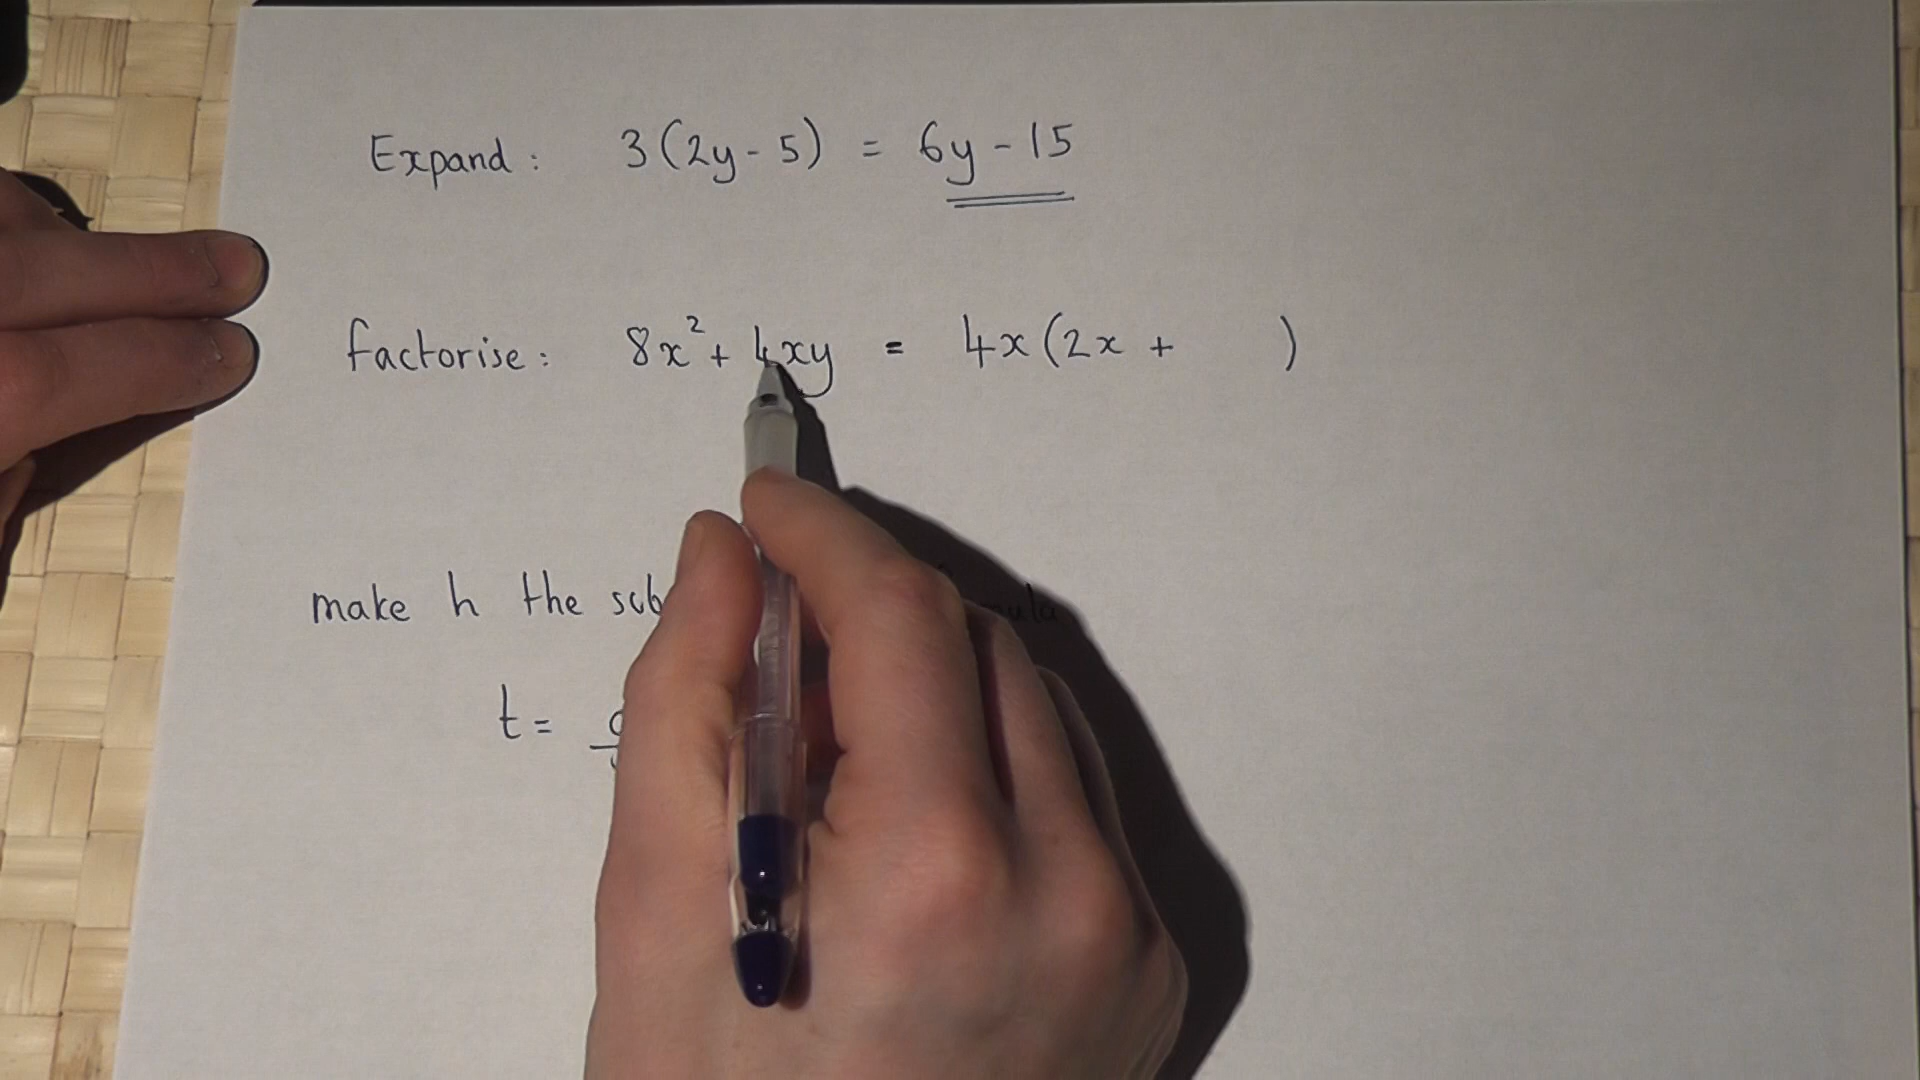 Expand: 3(2y - 5) = 6y - 15
factorise: 8x² + 4xy = 4x(2x + )
make h the
t =